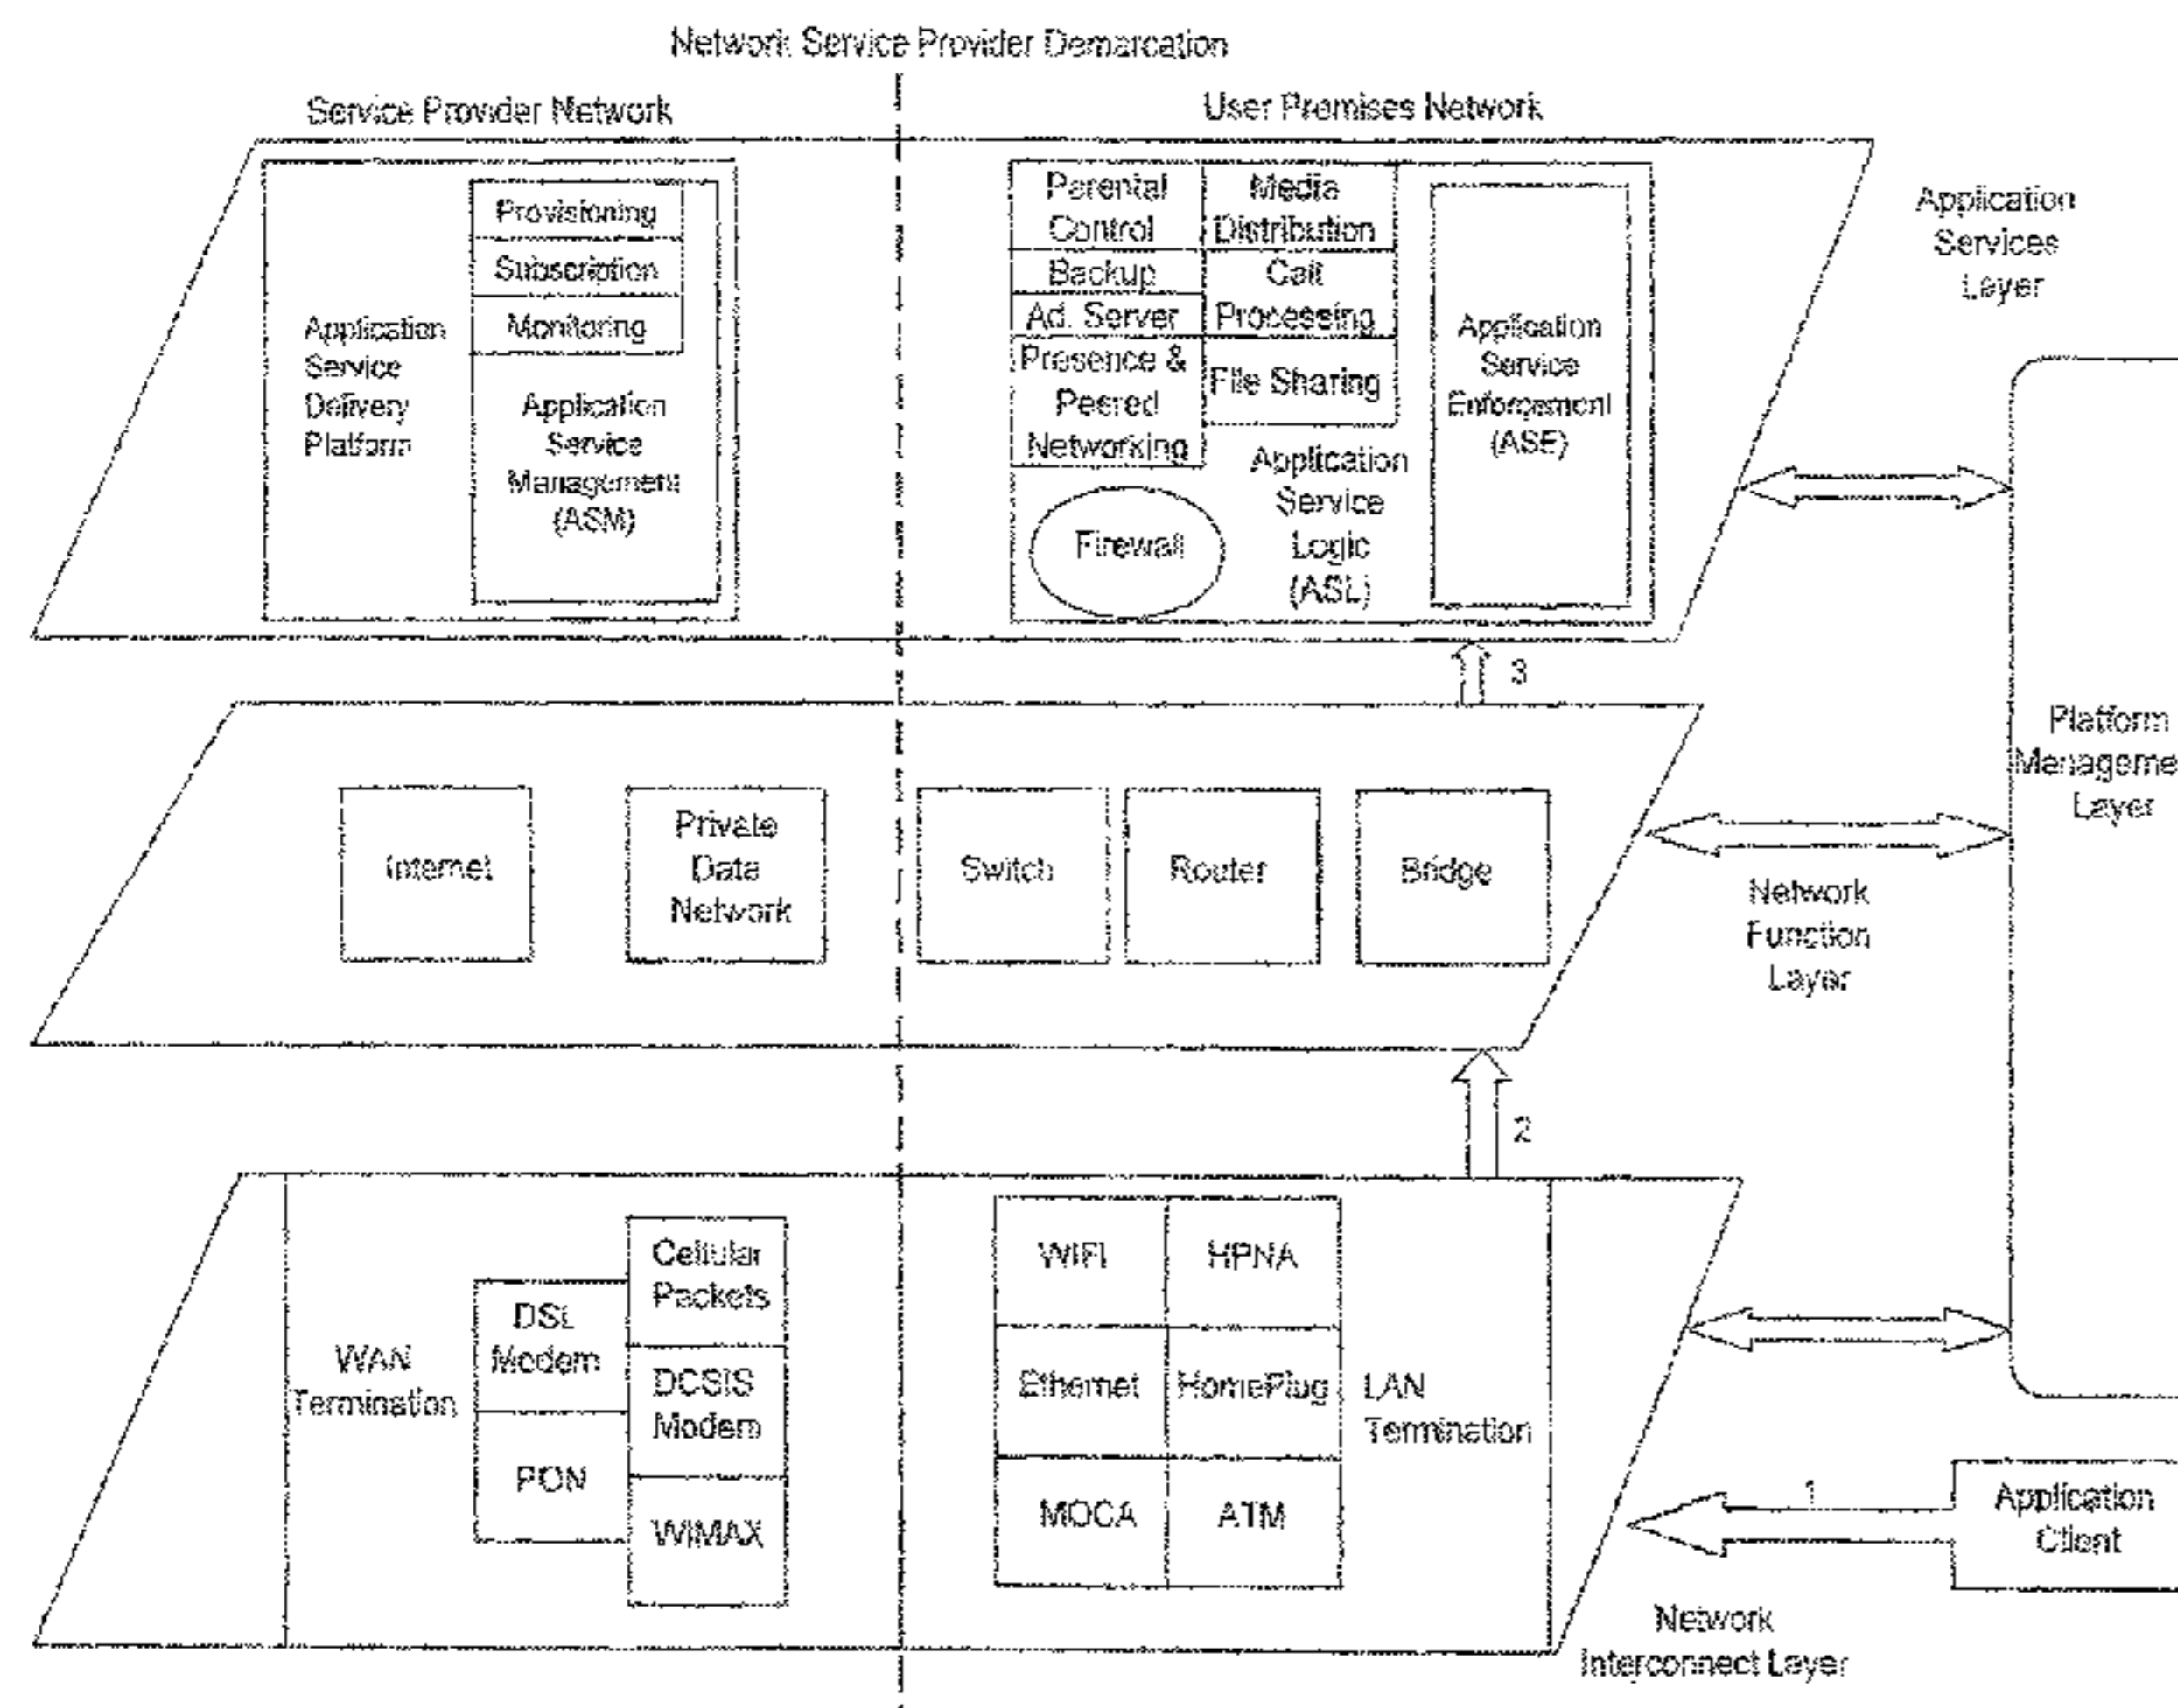 Network Service Provider Demarcation
Service Provider Network
User Premises Network
Provisioning
Subscription
Monitoring
Application
Service
Delivery
Platform
Application
Service
Management
(ASM)
Parental
Control
Media
Distribution
Backup
Call
Processing
Ad. Server
Presence &
Peered
Networking
File Sharing
Firewall
Application
Service
Logic
(ASL)
Application
Service
Enforcement
(ASE)
Application
Services
Layer
3
Internet
Private
Data
Network
Switch
Router
Bridge
Network
Function
Layer
Platform
Manageme
Layer
2
WAN
Termination
DSL
Modem
PON
Cellular
Packets
DCSIS
Modem
WIMAX
WIFI
HPNA
Ethernet
HomePlug
MOCA
ATM
LAN
Termination
1
Application
Client
Network
Interconnect Layer